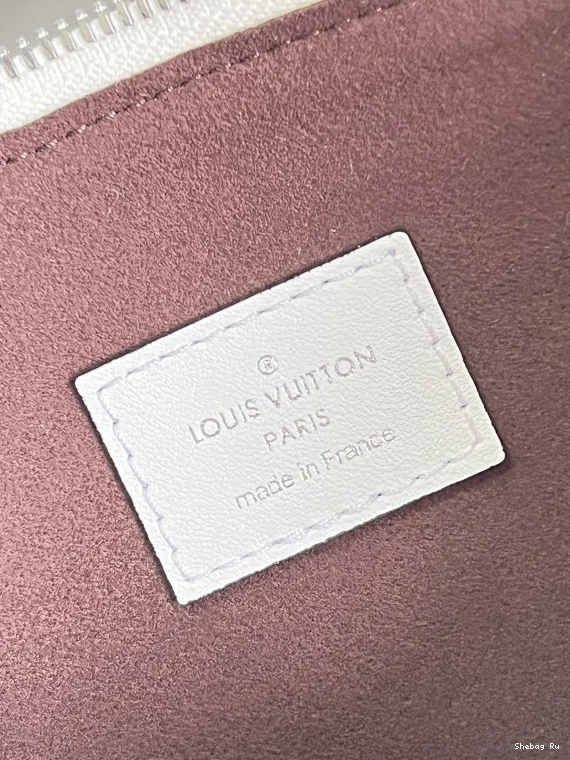 ®
LOUIS VUITTON
PARIS
made in France
Shebag Ru